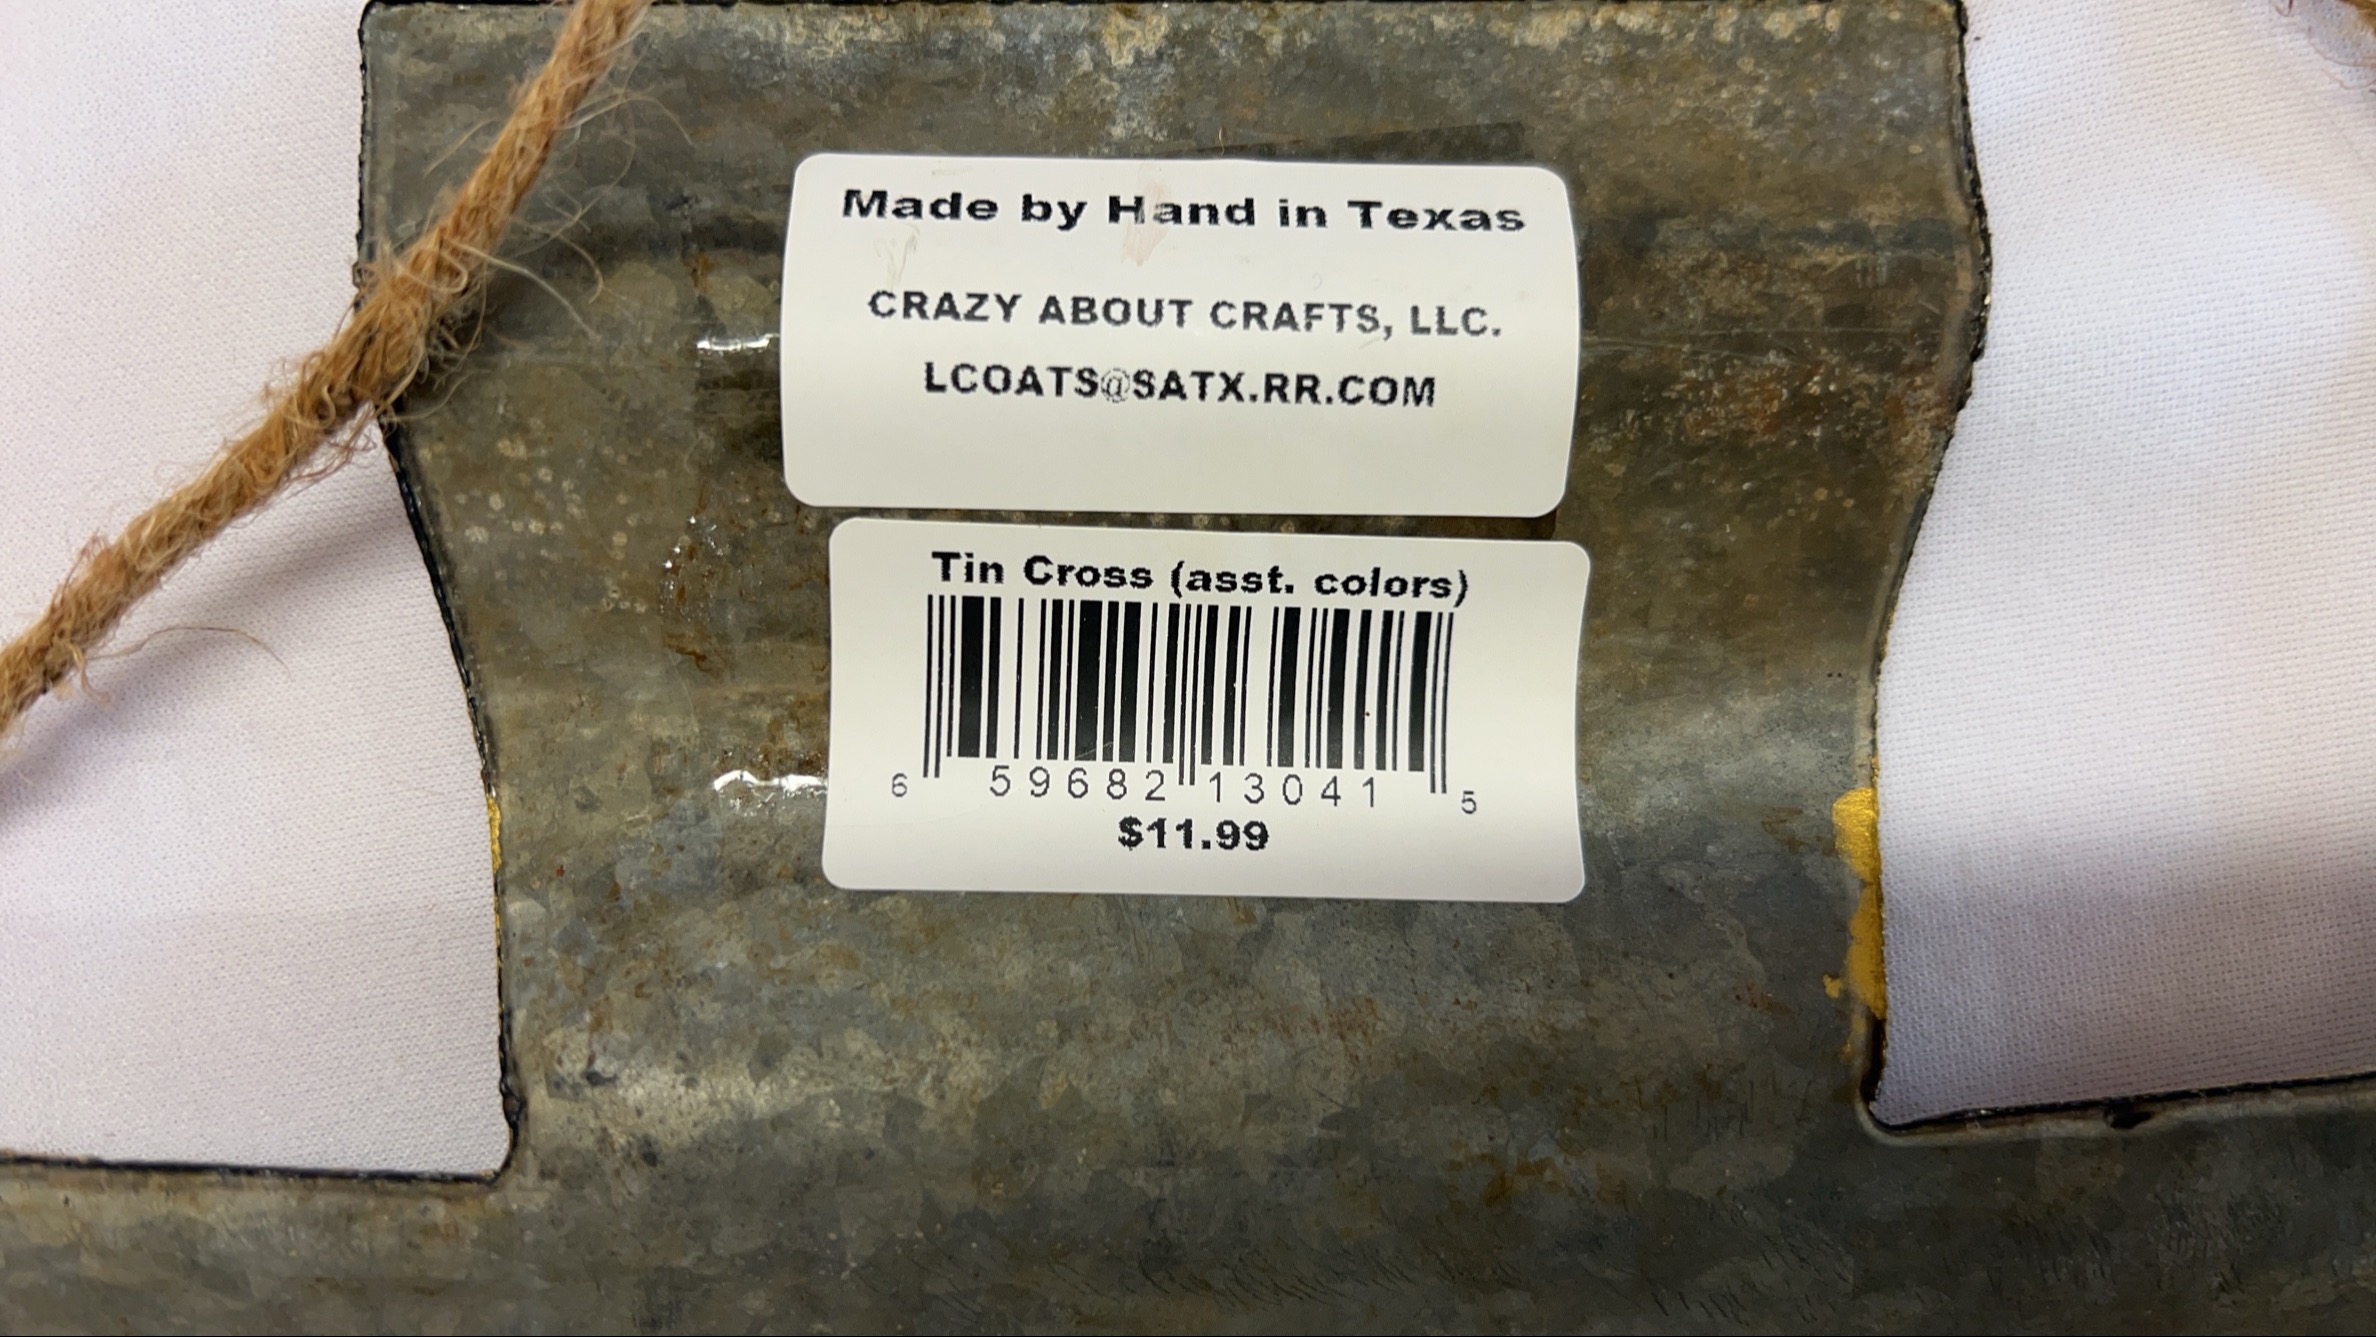 Made by Hand in Texas
CRAZY ABOUT CRAFTS, LLC.
LCOATS@SATX.RR.COM
Tin Cross (asst. colors)
6 59682 13041 5
$11.99